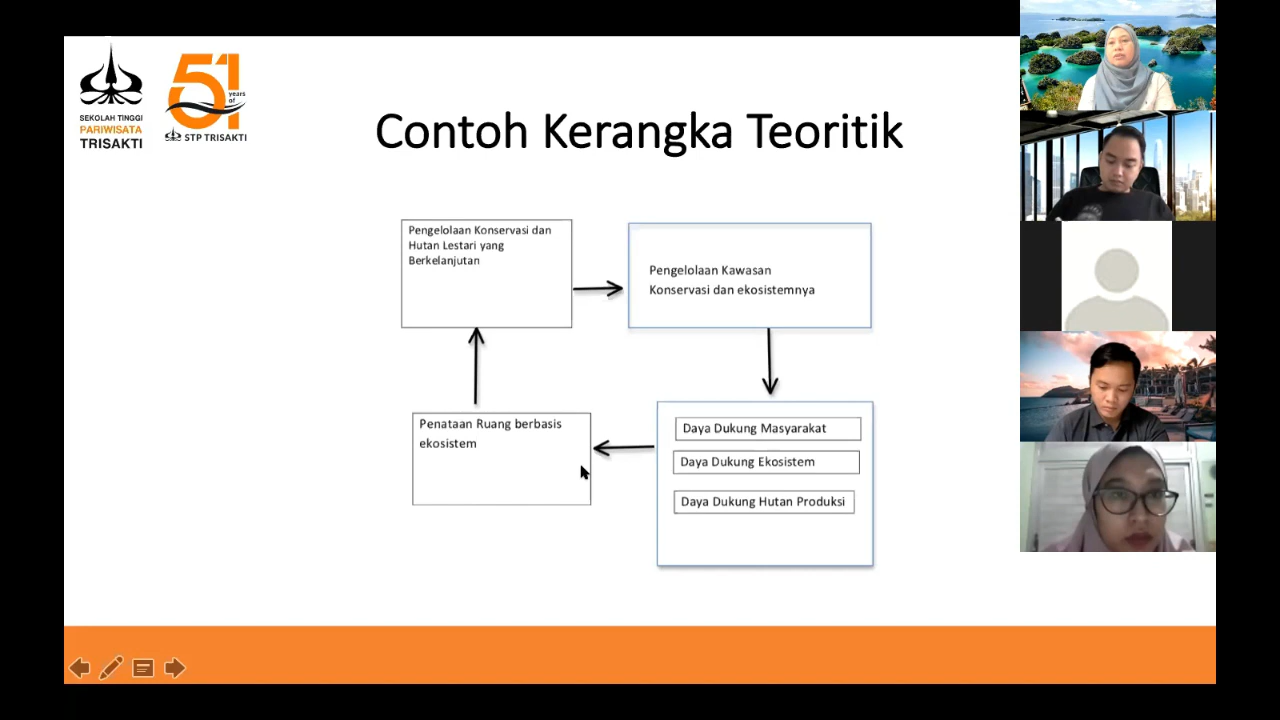 SEKOLAH TINGGI
PARIWISATA
TRISAKTI
51
years
of
STP TRISAKTI
Contoh Kerangka Teoritik
Pengelolaan Konservasi dan
Hutan Lestari yang
Berkelanjutan
Pengelolaan Kawasan
Konservasi dan ekosistemnya
Penataan Ruang berbasis
ekosistem
Daya Dukung Masyarakat
Daya Dukung Ekosistem
Daya Dukung Hutan Produksi